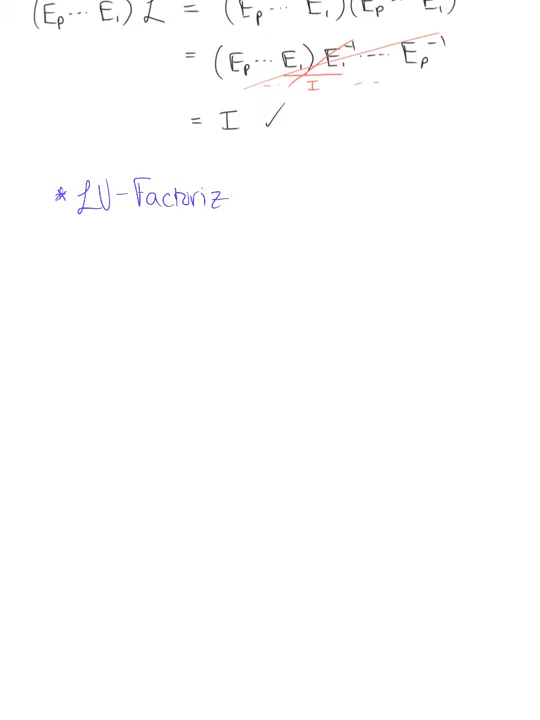 (Ep ... E1) L = (Ep ... E1)(Ep ... E1)
= (Ep ... E1) E1^-1 ... Ep^-1
I
= I ✓
* LU-Factoriz